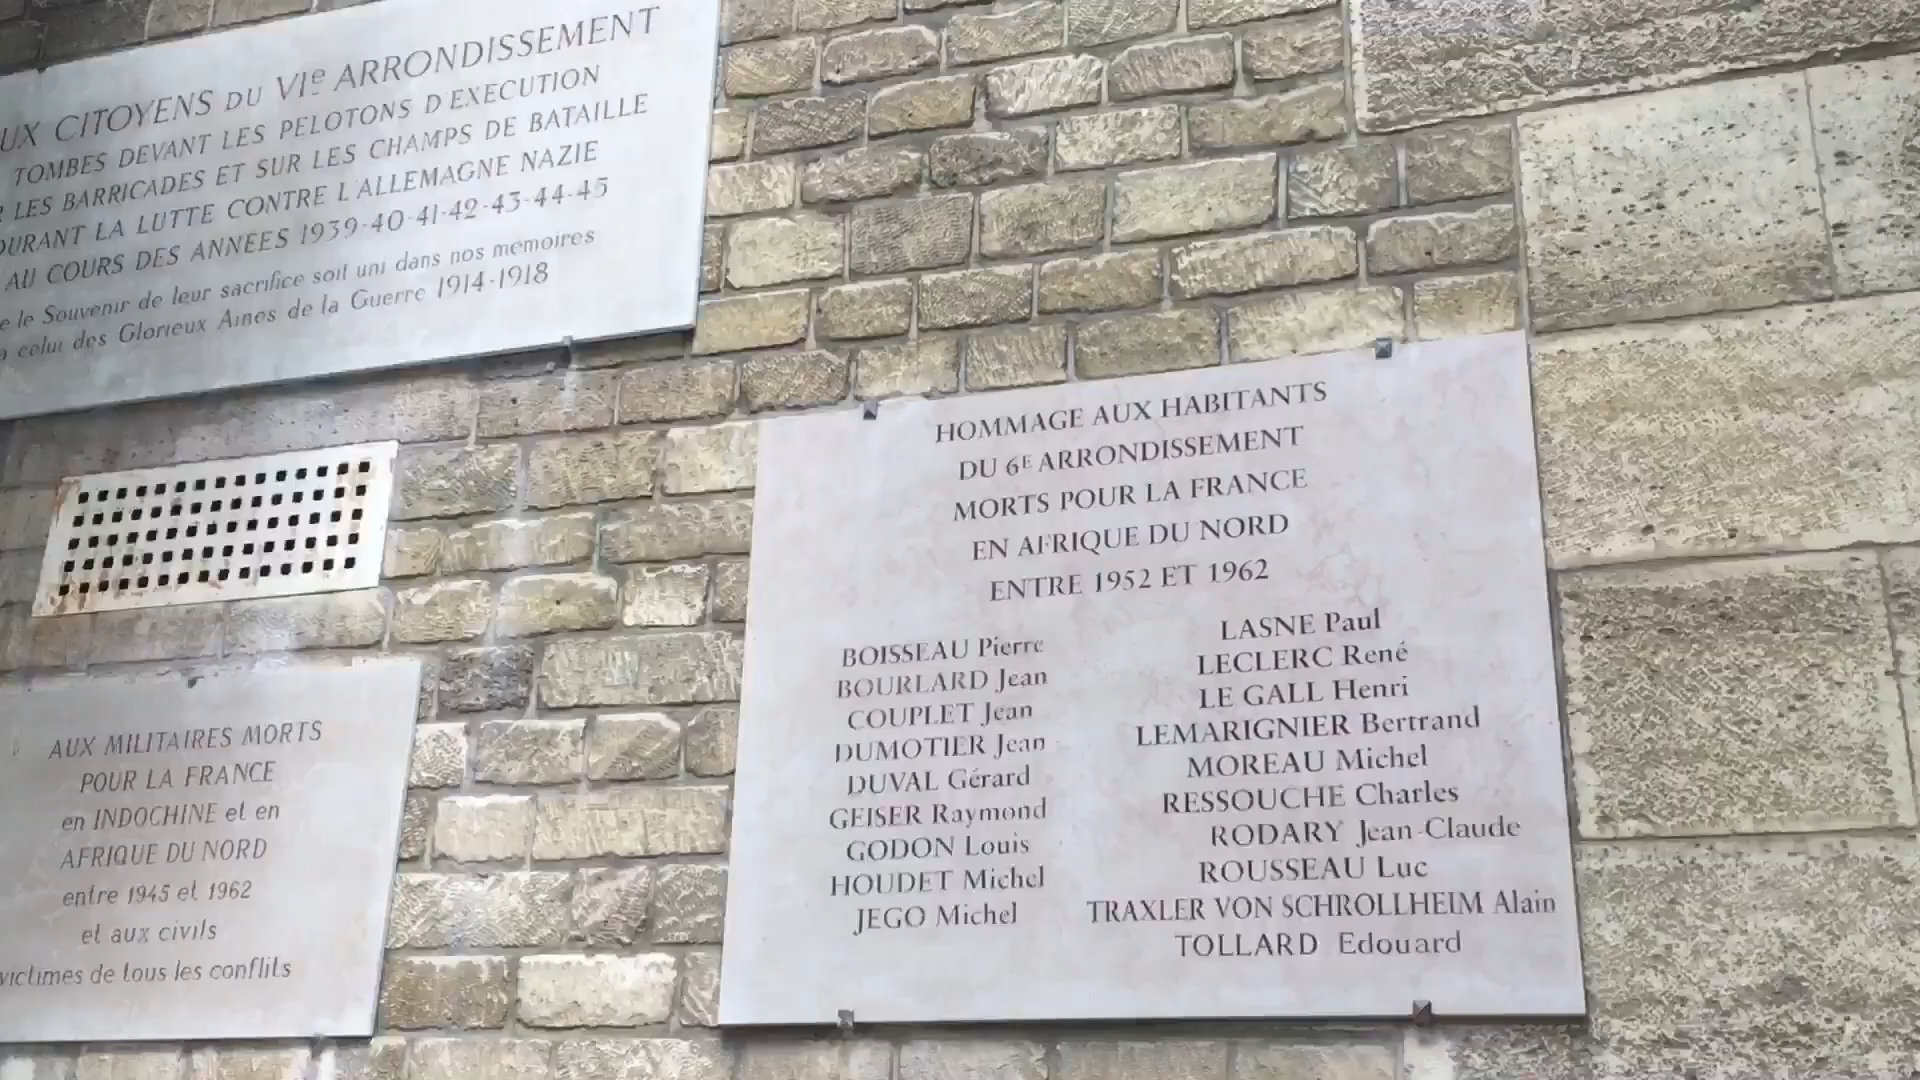 UX CITOYENS DU VIe ARRONDISSEMENT
TOMBES DEVANT LES PELOTONS D'EXECUTION
LES BARRICADES ET SUR LES CHAMPS DE BATAILLE
DURANT LA LUTTE CONTRE L'ALLEMAGNE NAZIE
AU COURS DES ANNÉES 1939-40-41-42-43-44-45
e le Souvenir de leur sacrifice soit uni dans nos mémoires
celui des Glorieux Aines de la Guerre 1914-1918
AUX MILITAIRES MORTS
POUR LA FRANCE
en INDOCHINE et en
AFRIQUE DU NORD
entre 1945 et 1962
et aux civils
victimes de tous les conflits
HOMMAGE AUX HABITANTS
DU 6E ARRONDISSEMENT
MORTS POUR LA FRANCE
EN AFRIQUE DU NORD
ENTRE 1952 ET 1962
BOISSEAU Pierre
BOURLARD Jean
COUPLET Jean
DUMOTIER Jean
DUVAL Gérard
GEISER Raymond
GODON Louis
HOUDET Michel
JEGO Michel
LASNE Paul
LECLERC René
LE GALL Henri
LEMARIGNIER Bertrand
MOREAU Michel
RESSOUCHE Charles
RODARY Jean-Claude
ROUSSEAU Luc
TRAXLER VON SCHROLLHEIM Alain
TOLLARD Edouard